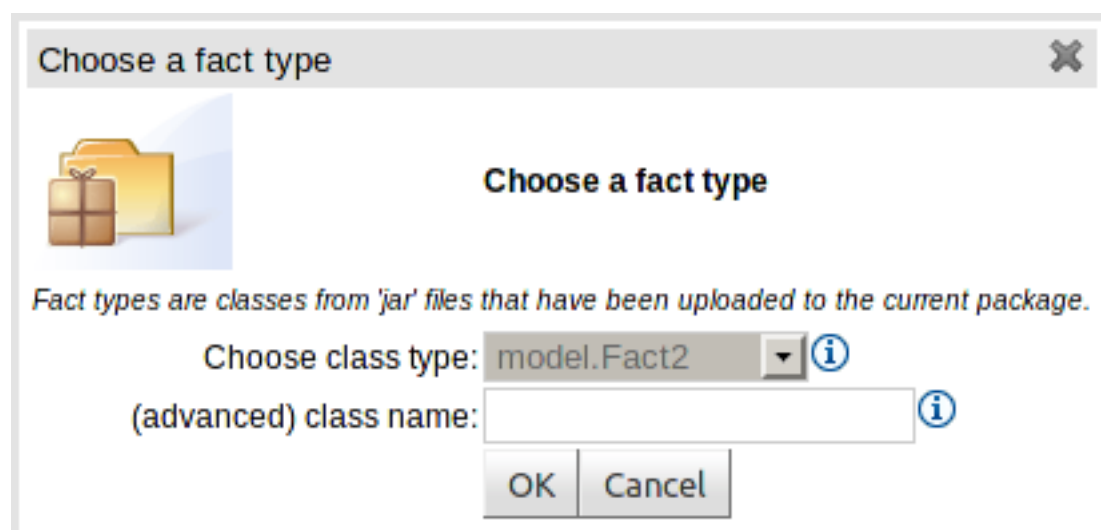 Choose a fact type
Choose a fact type
Fact types are classes from 'jar' files that have been uploaded to the current package.
Choose class type: model.Fact2
(advanced) class name:
OK Cancel